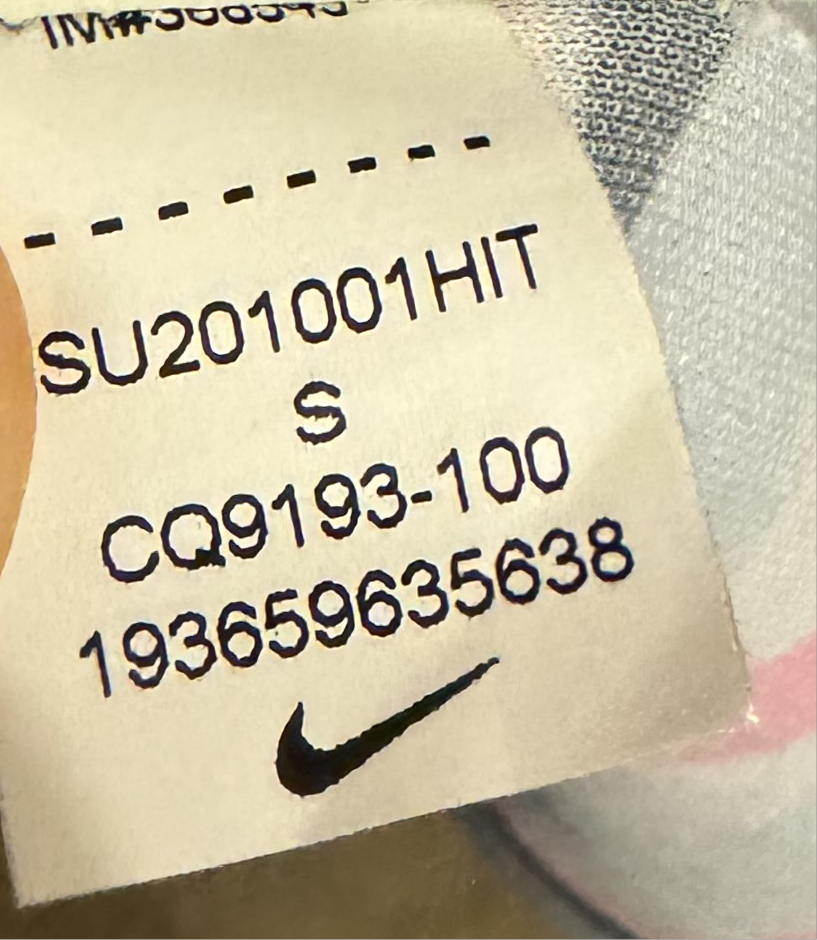 - - - - - - - -
SU201001HIT
S
CQ9193-100
193659635638